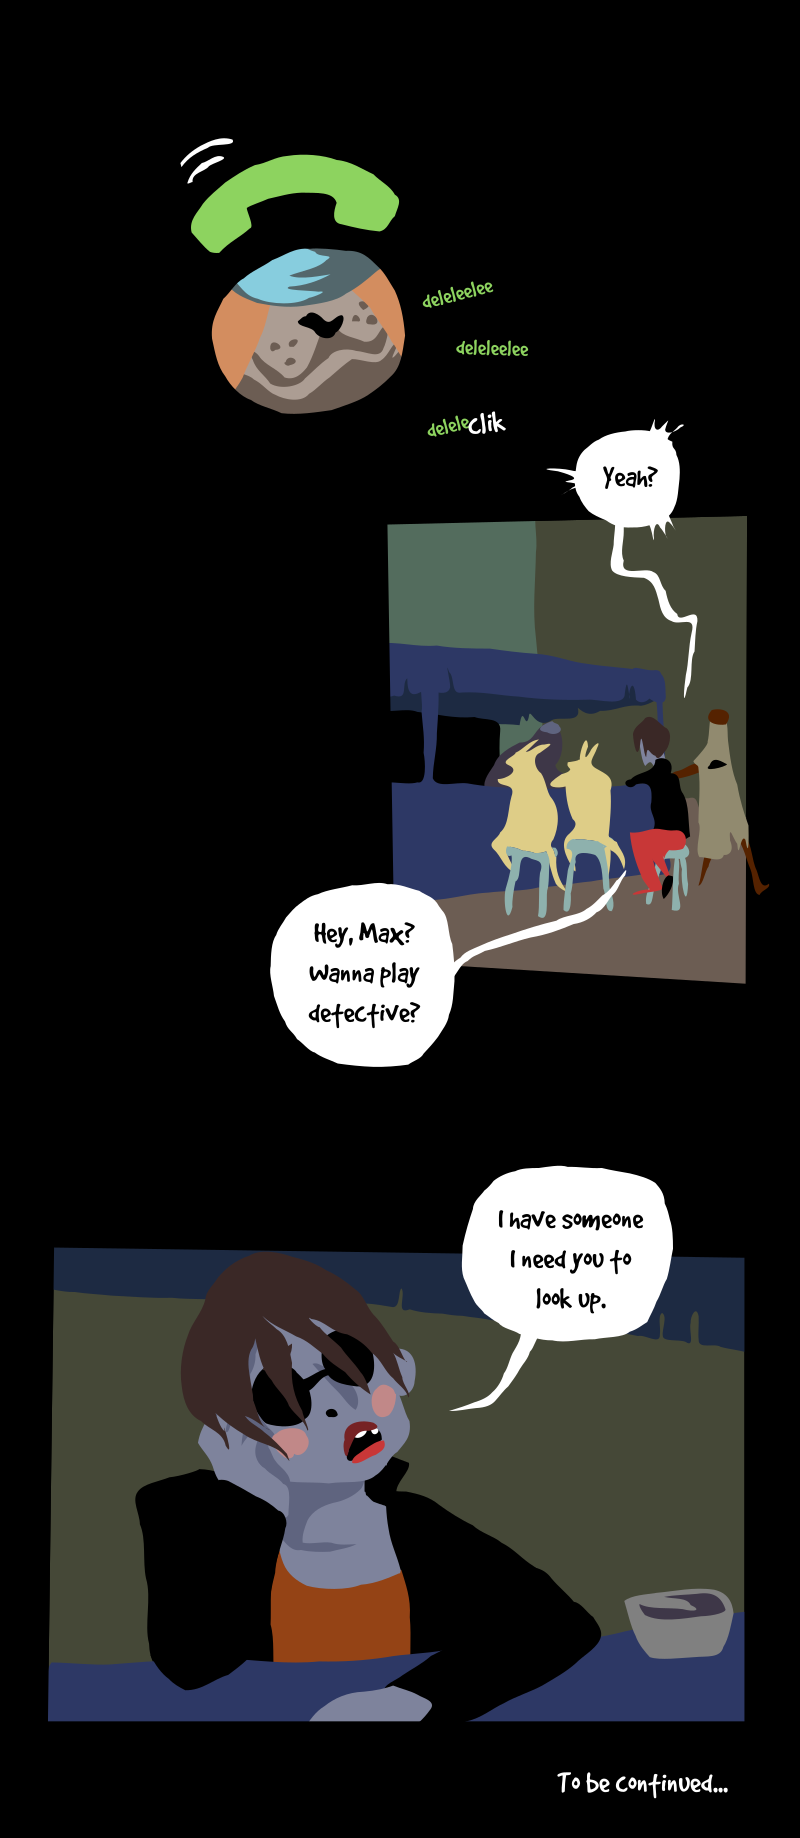 deleleelee
deleleelee
deleleclik
Yeah?
Hey, Max?
Wanna play
detective?
I have someone
I need you to
look up.
To be continued...